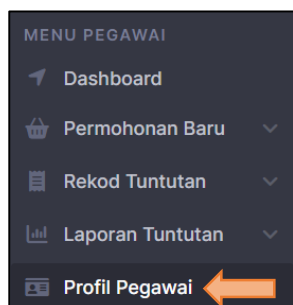 MENU PEGAWAI
Dashboard
Permohonan Baru
Rekod Tuntutan
Laporan Tuntutan
Profil Pegawai